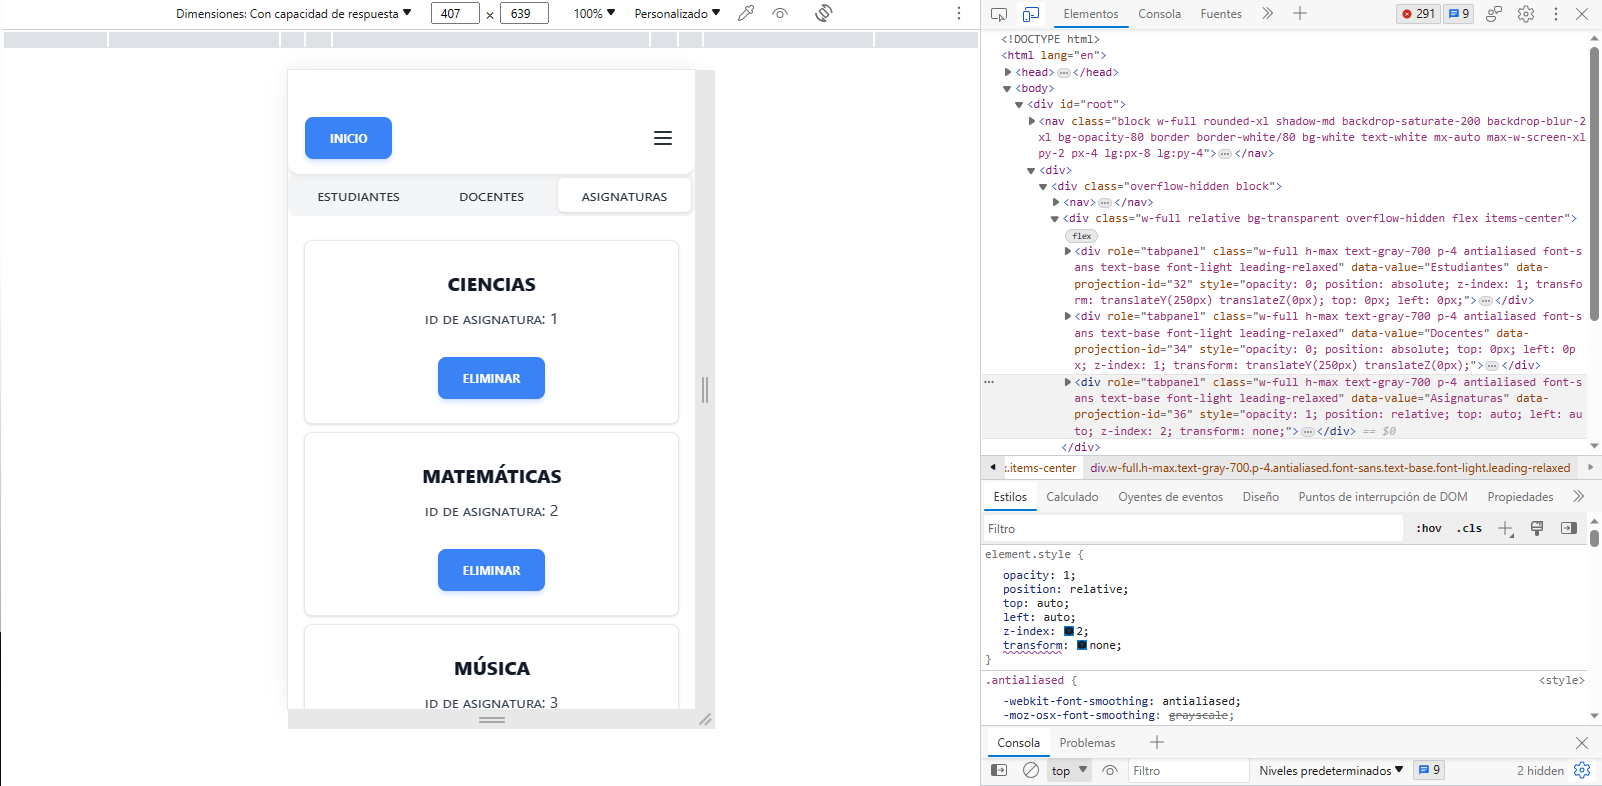 Dimensiones: Con capacidad de respuesta ▼ 407 × 639 100% ▼ Personalizado ▼
INICIO
ESTUDIANTES DOCENTES ASIGNATURAS
CIENCIAS
ID DE ASIGNATURA: 1
ELIMINAR
MATEMÁTICAS
ID DE ASIGNATURA: 2
ELIMINAR
MÚSICA
ID DE ASIGNATURA: 3
Elementos Consola Fuentes 291 9
<!DOCTYPE html>
<html lang="en">
<head> ⋯ </head>
<body>
<div id="root">
<nav class="block w-full rounded-xl shadow-md backdrop-saturate-200 backdrop-blur-2
xl bg-opacity-80 border border-white/80 bg-white text-white mx-auto max-w-screen-xl
py-2 px-4 lg:px-8 lg:py-4"> ⋯ </nav>
<div>
<div class="overflow-hidden block">
<nav> ⋯ </nav>
<div class="w-full relative bg-transparent overflow-hidden flex items-center">
flex
<div role="tabpanel" class="w-full h-max text-gray-700 p-4 antialiased font-s
ans text-base font-light leading-relaxed" data-value="Estudiantes" data-
projection-id="32" style="opacity: 0; position: absolute; z-index: 1; transfo
rm: translateY(250px) translateZ(0px); top: 0px; left: 0px;"> ⋯ </div>
<div role="tabpanel" class="w-full h-max text-gray-700 p-4 antialiased font-s
ans text-base font-light leading-relaxed" data-value="Docentes" data-
projection-id="34" style="opacity: 0; position: absolute; top: 0px; left: 0p
x; z-index: 1; transform: translateY(250px) translateZ(0px);"> ⋯ </div>
<div role="tabpanel" class="w-full h-max text-gray-700 p-4 antialiased font-s
ans text-base font-light leading-relaxed" data-value="Asignaturas" data-
projection-id="36" style="opacity: 1; position: relative; top: auto; left: au
to; z-index: 2; transform: none;"> ⋯ </div> == $0
</div>
.items-center div.w-full.h-max.text-gray-700.p-4.antialiased.font-sans.text-base.font-light.leading-relaxed
Estilos Calculado Oyentes de eventos Diseño Puntos de interrupción de DOM Propiedades
Filtro :hov .cls
element.style {
opacity: 1;
position: relative;
top: auto;
left: auto;
z-index: 2;
transform: none;
}
.antialiased { <style>
-webkit-font-smoothing: antialiased;
-moz-osx-font-smoothing: grayscale;
Consola Problemas
top ▼ Filtro Niveles predeterminados ▼ 9 2 hidden